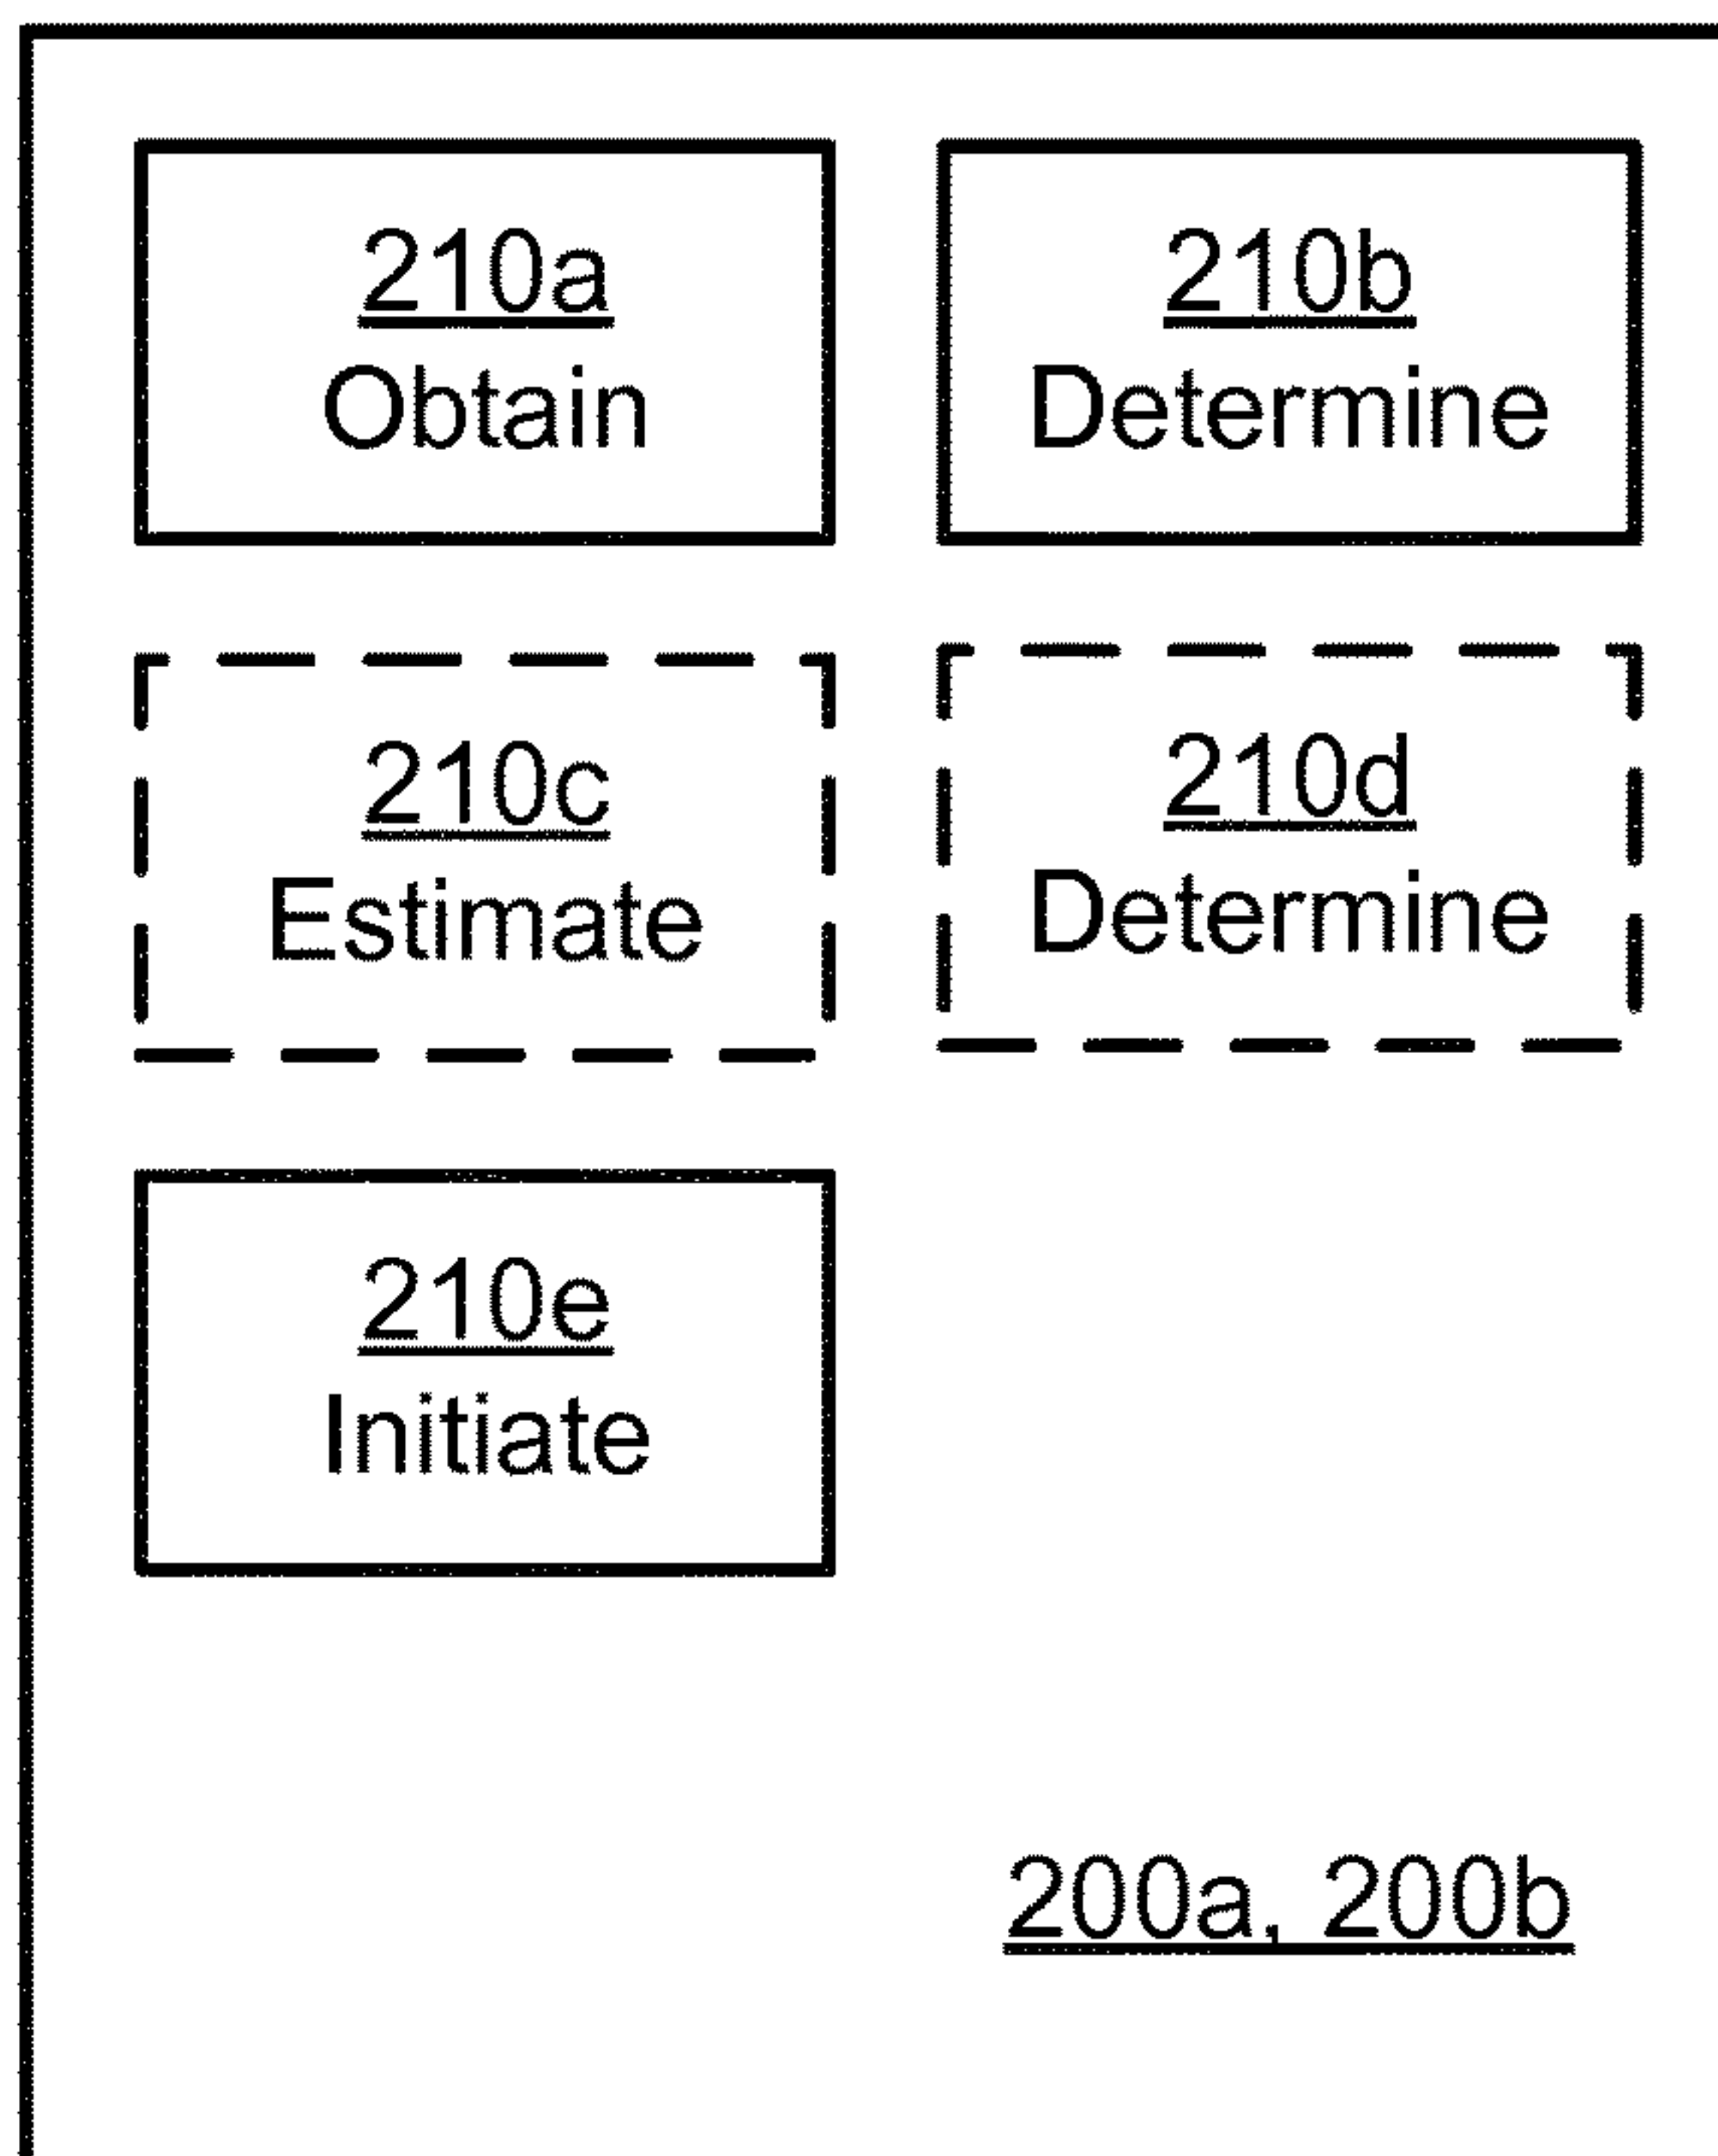 210a
Obtain
210b
Determine
210c
Estimate
210d
Determine
210e
Initiate
200a, 200b